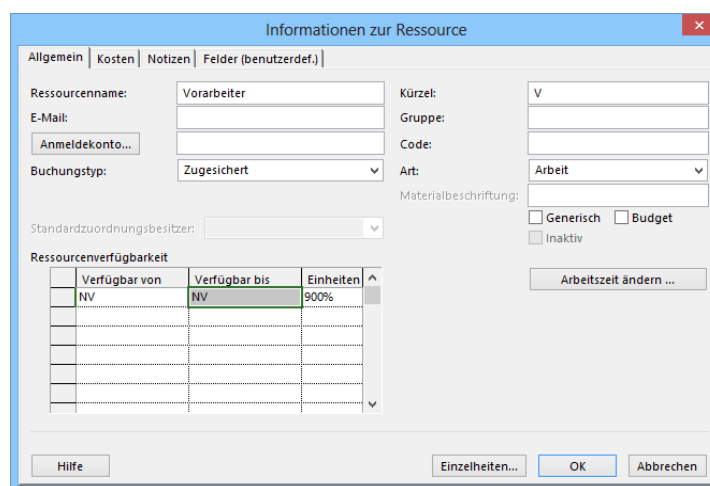 Informationen zur Ressource
Allgemein Kosten Notizen Felder (benutzerdef.)
Ressourcenname: Vorarbeiter Kürzel: V
E-Mail: Gruppe:
Anmeldekonto... Code:
Buchungstyp: Zugesichert Art: Arbeit
Materialbeschriftung:
Generisch Budget
Standardzuordnungsbesitzer: Inaktiv
Ressourcenverfügbarkeit
Verfügbar von Verfügbar bis Einheiten Arbeitszeit ändern ...
NV NV 900%
Hilfe Einzelheiten... OK Abbrechen